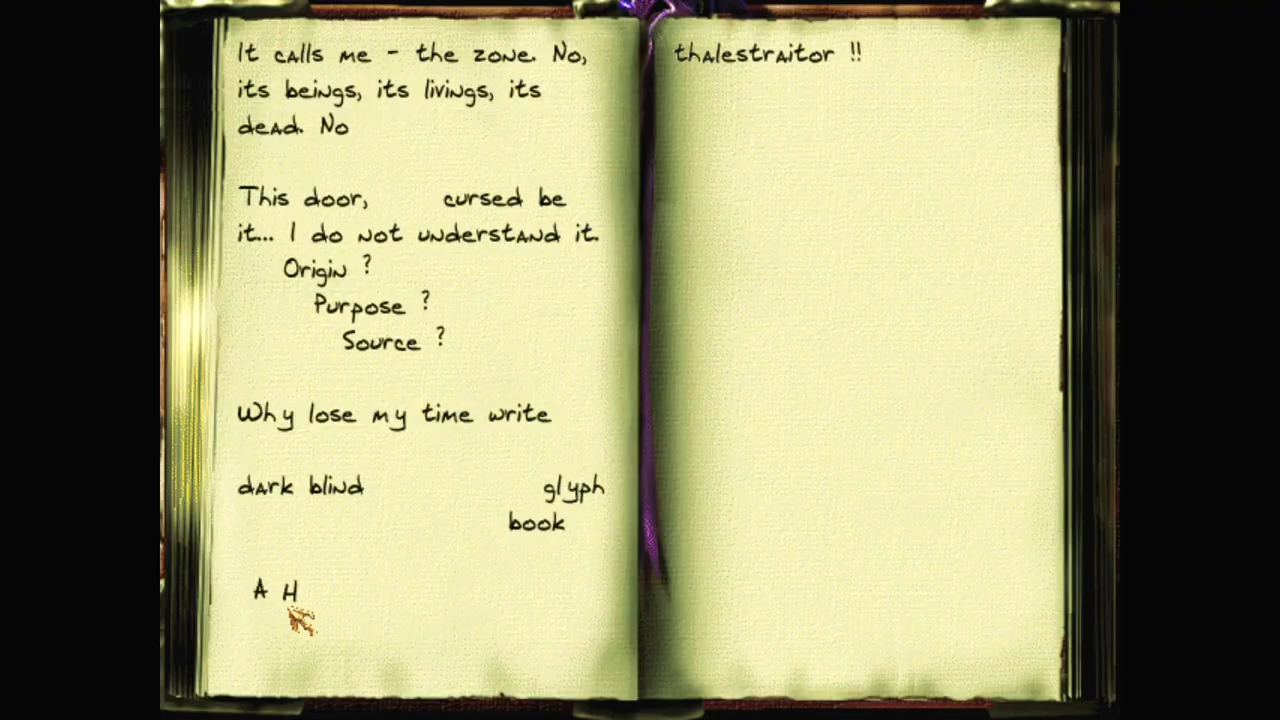 It calls me - the zone. No,
its beings, its livings, its
dead. No
This door, cursed be
it... I do not understand it.
Origin ?
Purpose ?
Source ?
Why lose my time write
dark blind glyph
book
A H
thalestraitor !!